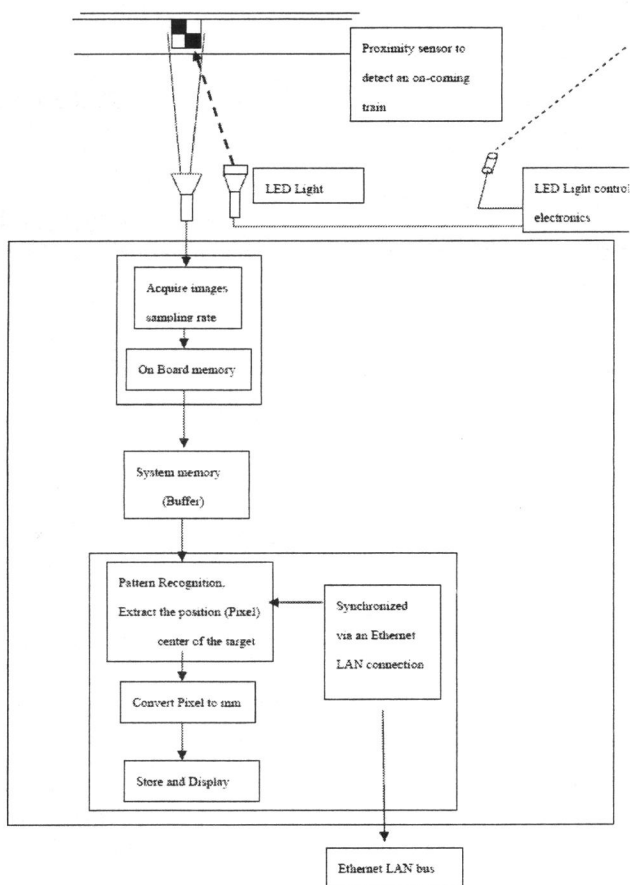 Proximity sensor to
detect an on-coming
train
LED Light
LED Light control
electronics
Acquire images
sampling rate
On Board memory
System memory
(Buffer)
Pattern Recognition.
Extract the position (Pixel)
center of the target
Synchronized
via an Ethernet
LAN connection
Convert Pixel to mm
Store and Display
Ethernet LAN bus